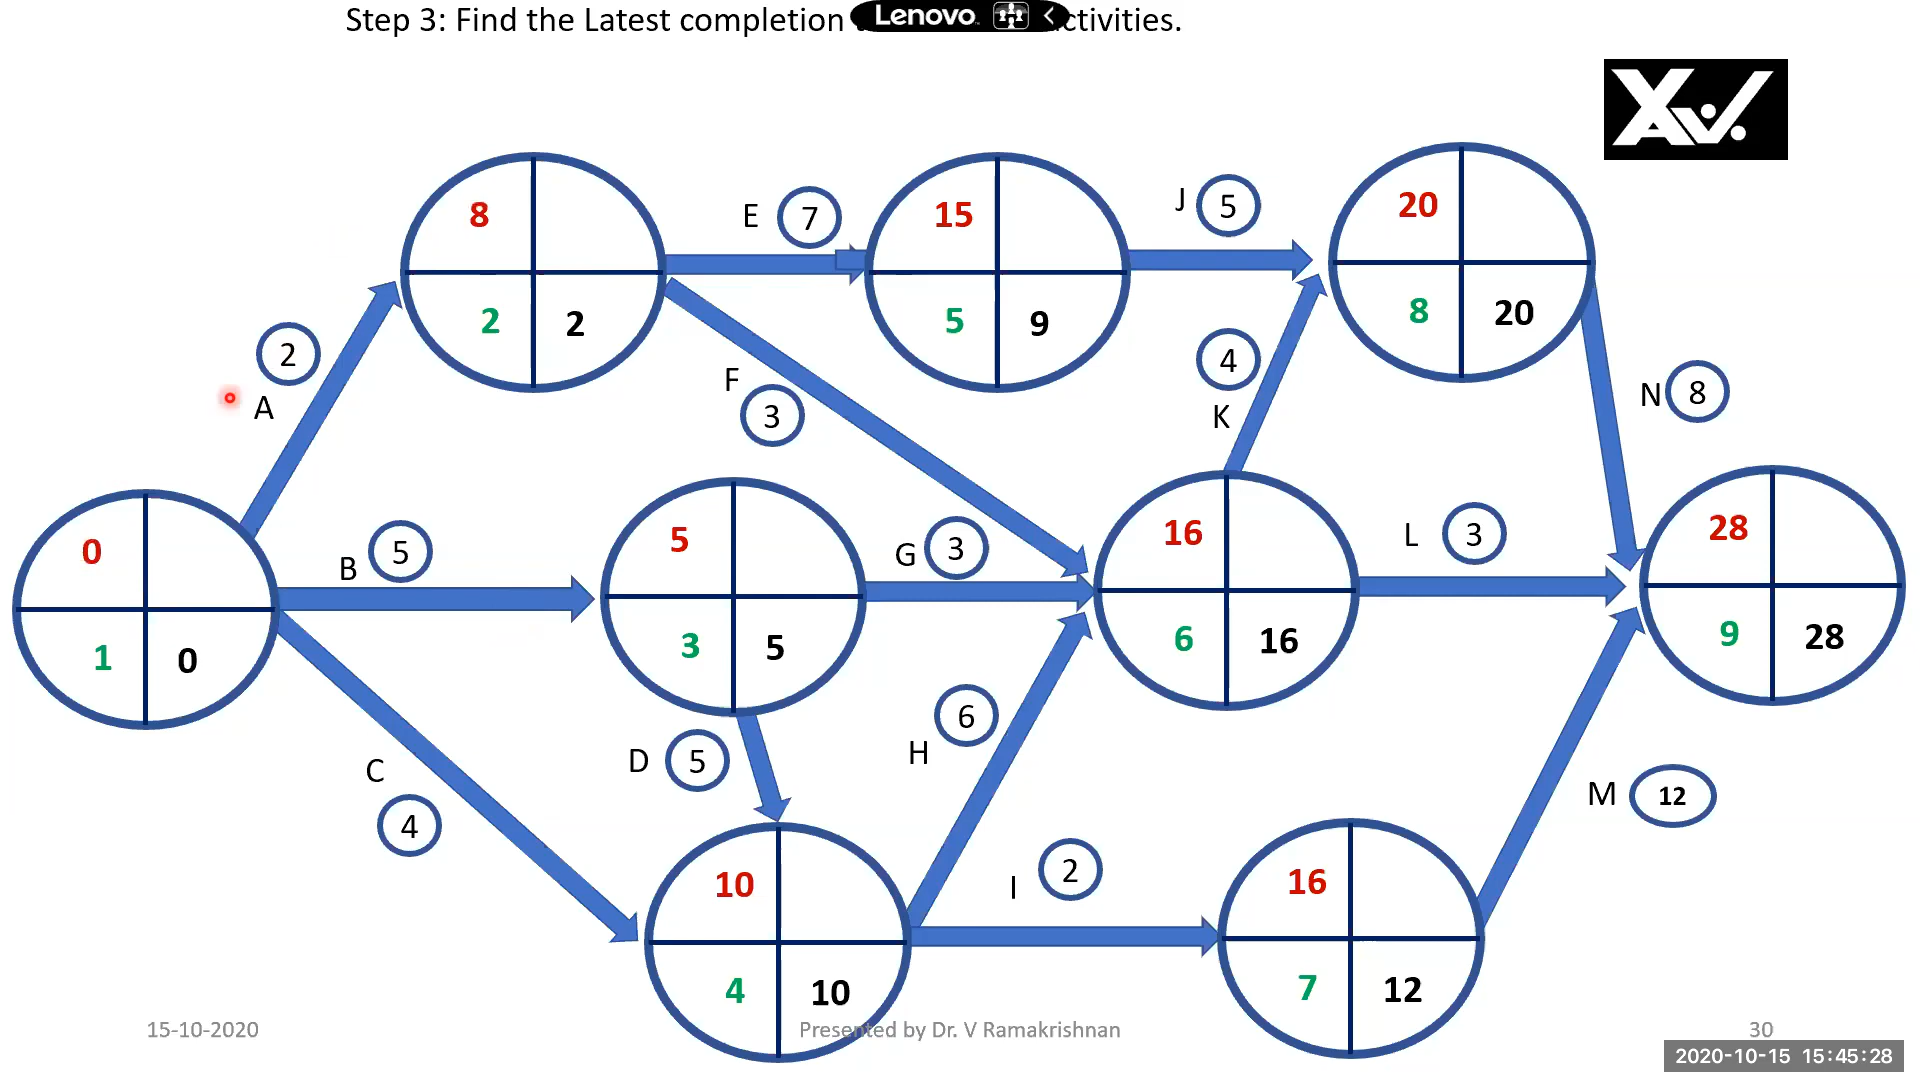 Step 3: Find the Latest completion
ctivities.
Lenovo
XAVI.
8
2
2
E
7
15
5
9
J
5
20
8
20
2
A
F
3
4
K
N
8
0
1
0
B
5
5
3
5
G
3
16
6
16
L
3
28
9
28
C
4
D
5
H
6
M
12
10
4
10
I
2
16
7
12
15-10-2020
Presented by Dr. V Ramakrishnan
30
2020-10-15 15:45:28